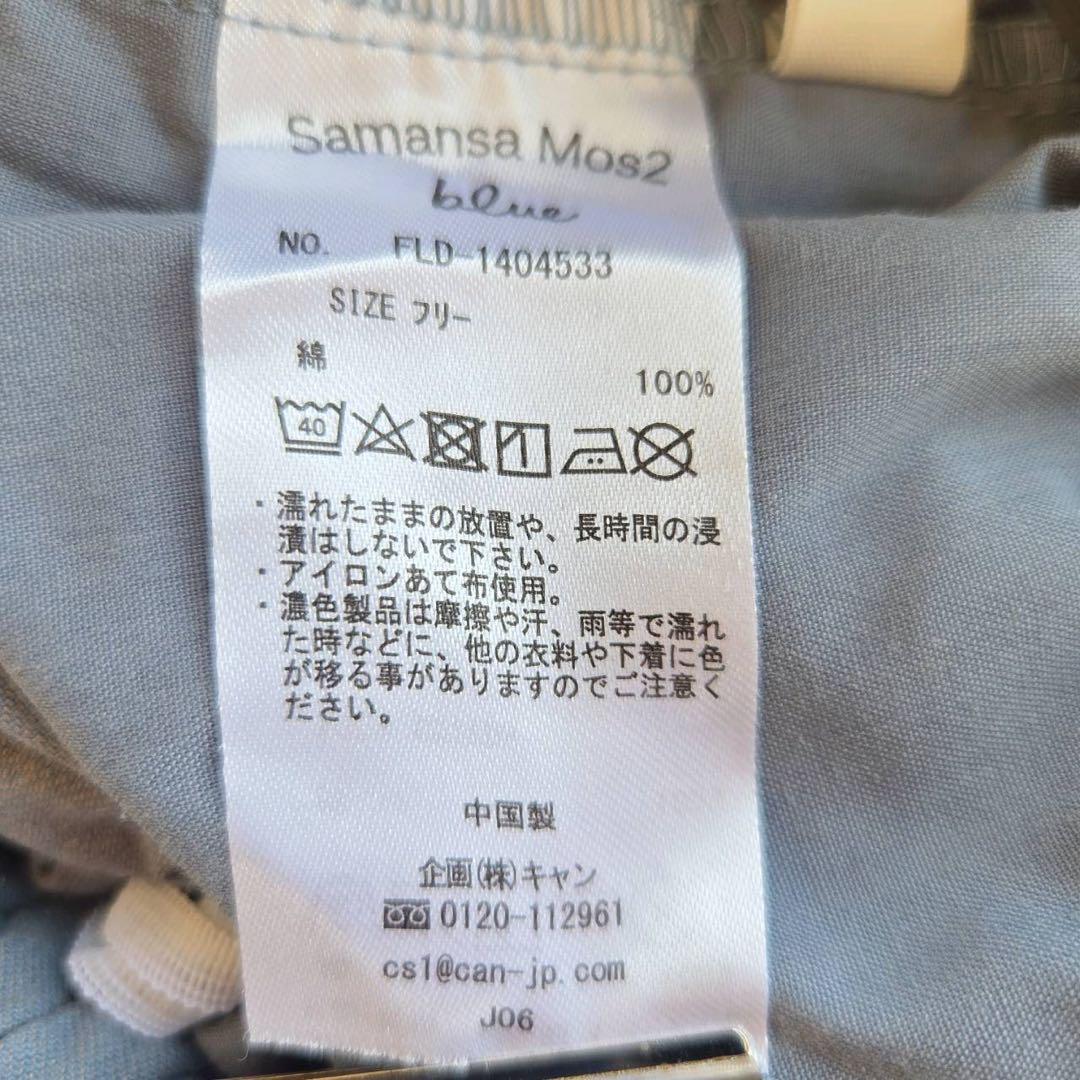 Samansa Mos2
blue
NO. FLD-1404533
SIZE フリー
綿
100%
40
・濡れたままの放置や、長時間の浸
漬はしないで下さい。
・アイロンあて布使用。
・濃色製品は摩擦や汗、雨等で濡れ
た時などに、他の衣料や下着に色
が移る事がありますのでご注意く
ださい。
中国製
企画(株)キャン
0120-112961
cs1@can-jp.com
J06